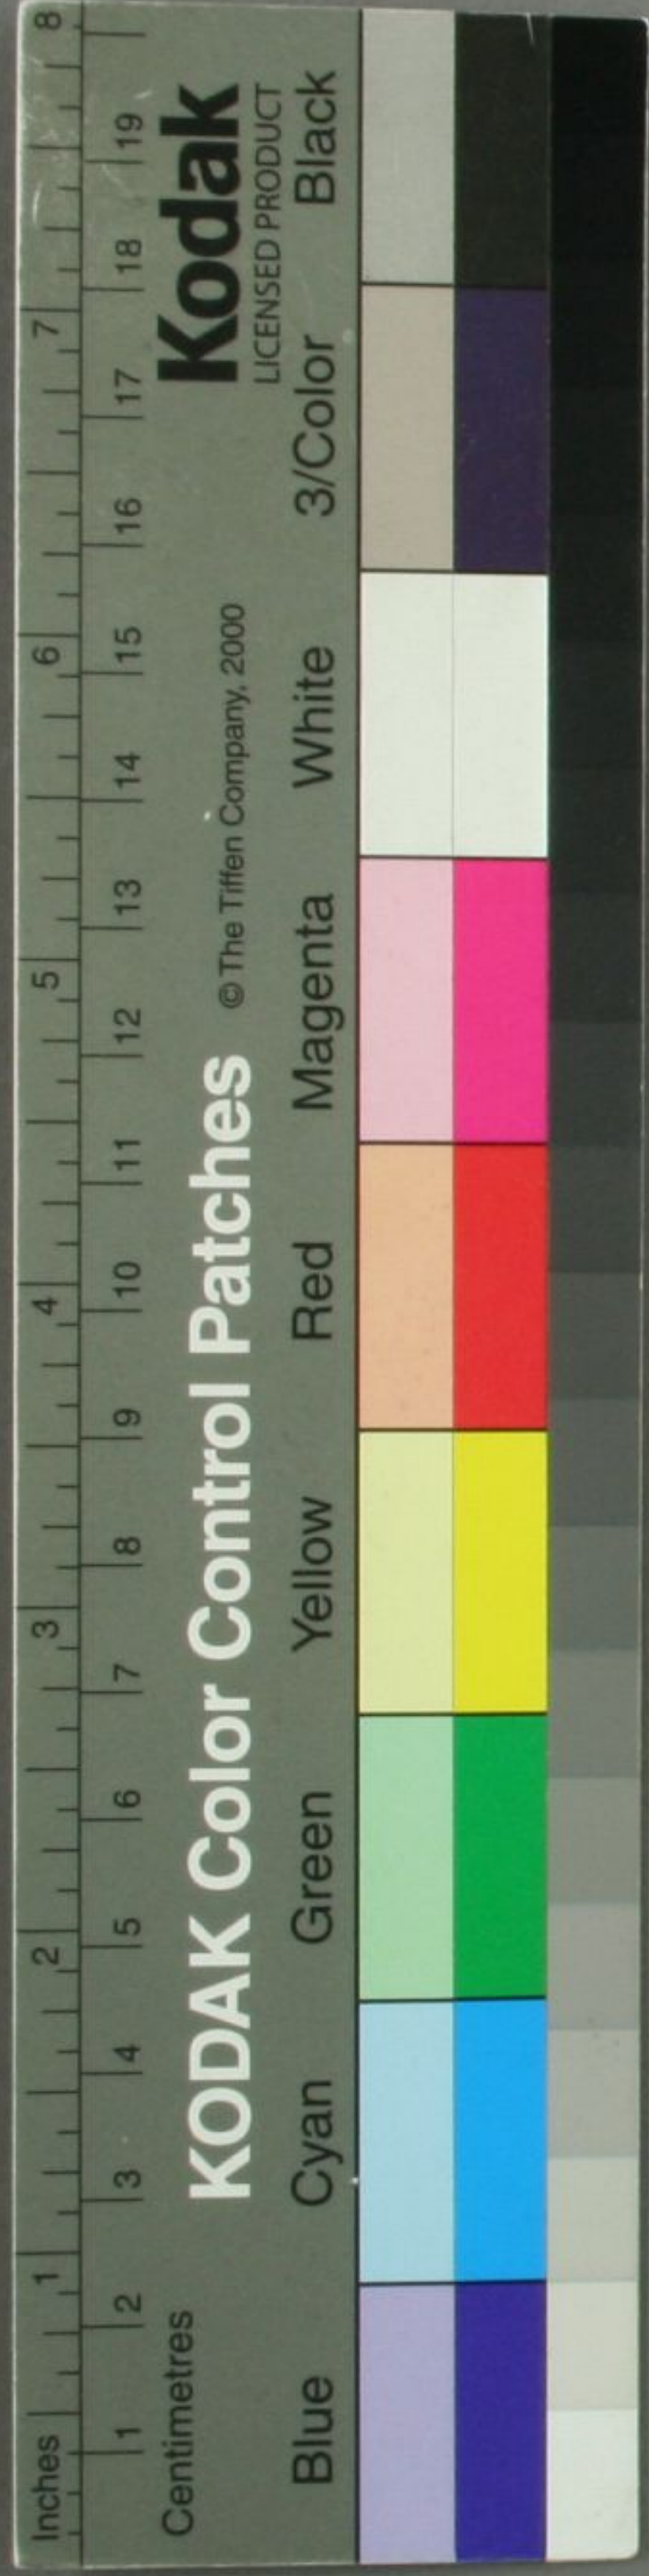 Inches 1 2 3 4 5 6 7 8
1 2 3 4 5 6 7 8 9 10 11 12 13 14 15 16 17 18 19
Centimetres
KODAK Color Control Patches © The Tiffen Company, 2000 Kodak
LICENSED PRODUCT
Blue Cyan Green Yellow Red Magenta White 3/Color Black